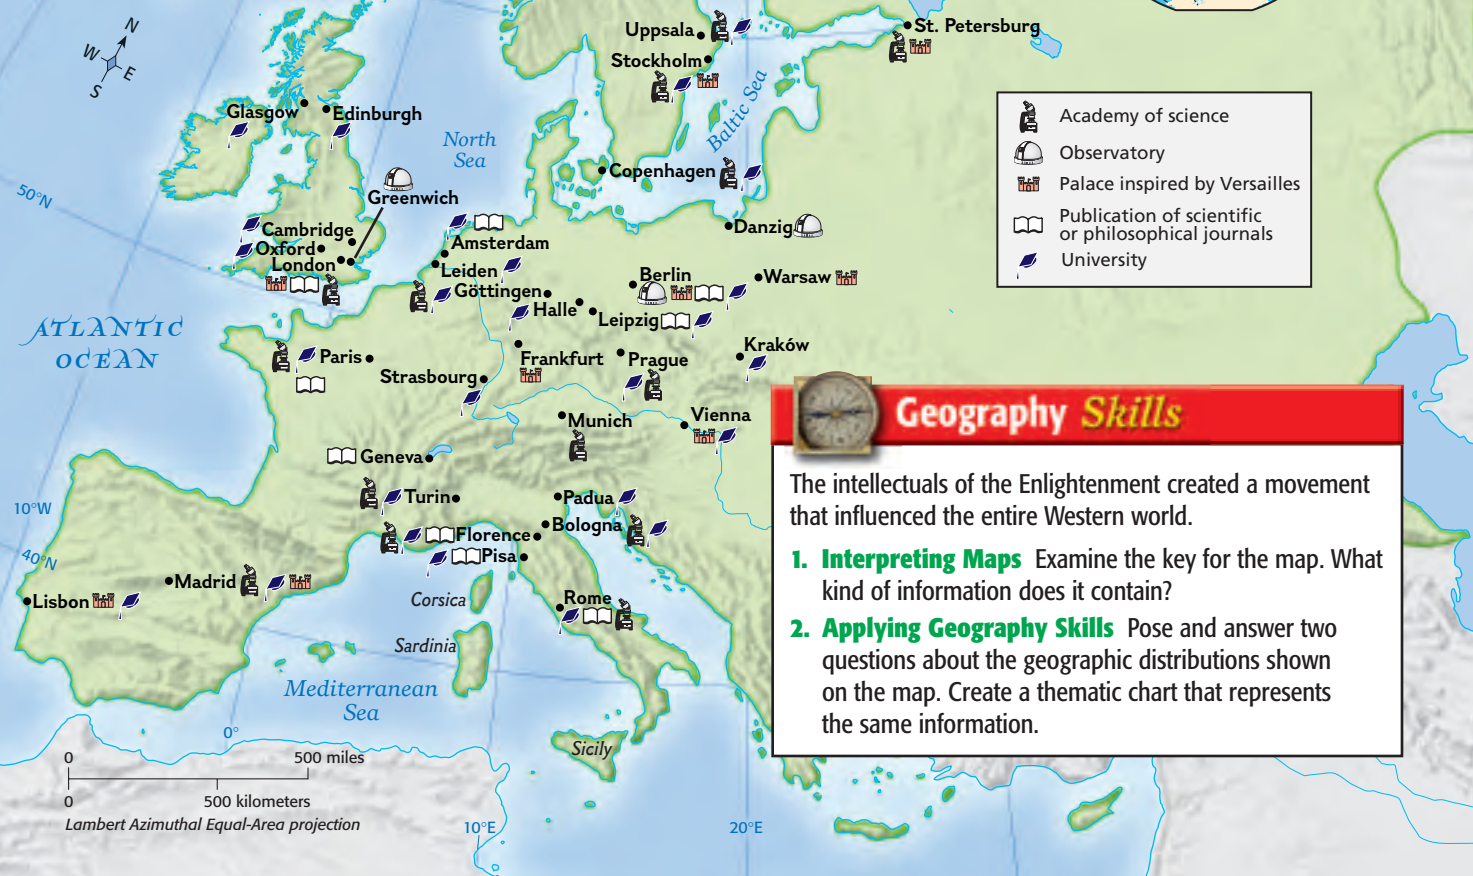 N
W
E
S
Uppsala
Stockholm
St. Petersburg
Glasgow
Edinburgh
North
Sea
Baltic Sea
Copenhagen
50°N
Greenwich
Cambridge
Oxford
London
Amsterdam
Leiden
Danzig
Göttingen
Berlin
Warsaw
Halle
Leipzig
ATLANTIC
OCEAN
Paris
Strasbourg
Frankfurt
Prague
Kraków
Munich
Vienna
Geneva
Turin
Padua
10°W
Florence
Bologna
Pisa
40°N
Madrid
Lisbon
Corsica
Rome
Sardinia
Mediterranean
Sea
Sicily
0°
10°E
20°E
0
500 miles
0
500 kilometers
Lambert Azimuthal Equal-Area projection
Academy of science
Observatory
Palace inspired by Versailles
Publication of scientific
or philosophical journals
University
Geography Skills
The intellectuals of the Enlightenment created a movement
that influenced the entire Western world.
1. Interpreting Maps Examine the key for the map. What
kind of information does it contain?
2. Applying Geography Skills Pose and answer two
questions about the geographic distributions shown
on the map. Create a thematic chart that represents
the same information.